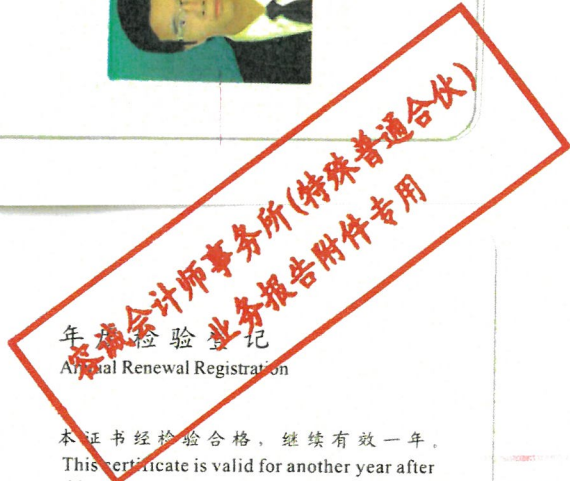 容诚会计师事务所(特殊普通合伙)
业务报告附件专用
年度检验登记
Annual Renewal Registration
本证书经检验合格，继续有效一年。
This certificate is valid for another year after